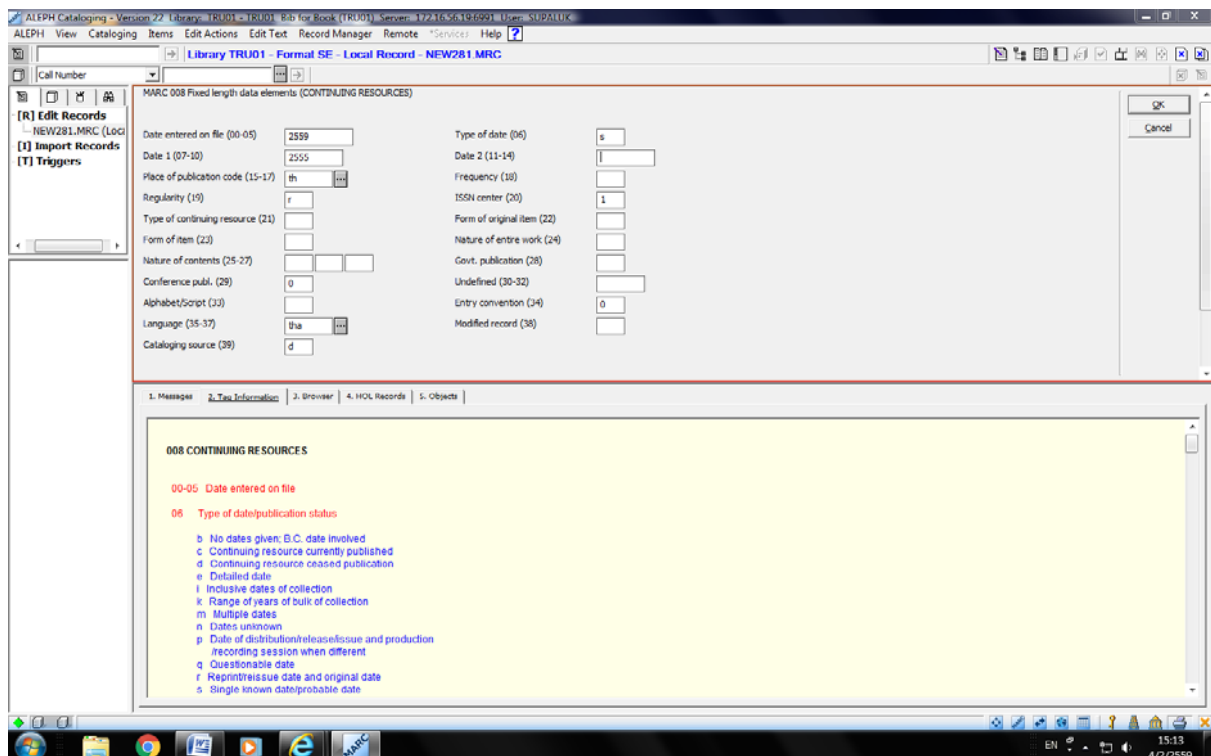 ALEPH Cataloging - Version 22 Library: TRU01 - TRU01 Bib for Book (TRU01) Server: 172.16.56.19:6991 User: SUPALUK
ALEPH View Cataloging Items Edit Actions Edit Text Record Manager Remote *Services Help ?
Library TRU01 - Formal SE - Local Record - NEW281.MRC
Call Number
[R] Edit Records
NEW281.MRC (Loca
[I] Import Records
[T] Triggers
MARC 008 Fixed length data elements (CONTINUING RESOURCES)
OK
Cancel
Date entered on file (00-05) 2559 Type of date (06) s
Date 1 (07-10) 2555 Date 2 (11-14)
Place of publication code (15-17) th ... Frequency (18)
Regularity (19) r ISSN center (20) 1
Type of continuing resource (21) Form of original item (22)
Form of item (23) Nature of entire work (24)
Nature of contents (25-27) Govt. publication (28)
Conference publ. (29) 0 Undefined (30-32)
Alphabet/Script (33) Entry convention (34) 0
Language (35-37) tha ... Modified record (38)
Cataloging source (39) d
1. Messages 2. Tag Information 3. Browser 4. HOL Records 5. Objects
008 CONTINUING RESOURCES
00-05 Date entered on file
06 Type of date/publication status
b No dates given; B.C. date involved
c Continuing resource currently published
d Continuing resource ceased publication
e Detailed date
i Inclusive dates of collection
k Range of years of bulk of collection
m Multiple dates
n Dates unknown
p Date of distribution/release/issue and production
/recording session when different
q Questionable date
r Reprint/reissue date and original date
s Single known date/probable date
MARC
EN
15:13
4/2/2559